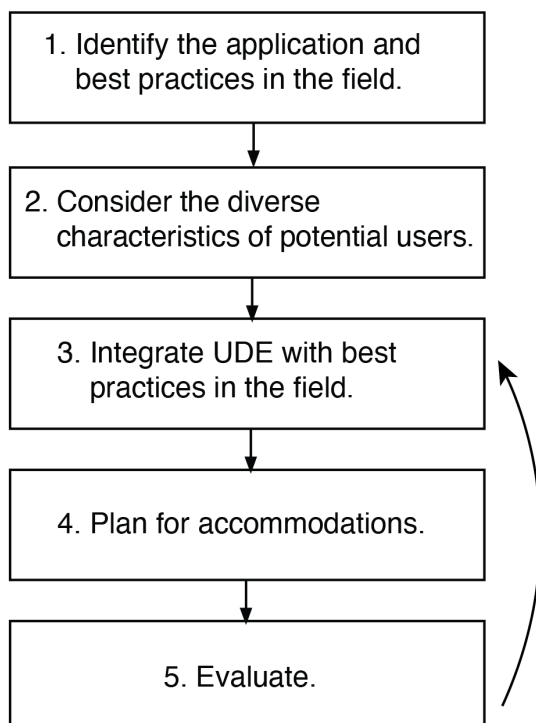 1. Identify the application and
best practices in the field.
2. Consider the diverse
characteristics of potential users.
3. Integrate UDE with best
practices in the field.
4. Plan for accommodations.
5. Evaluate.